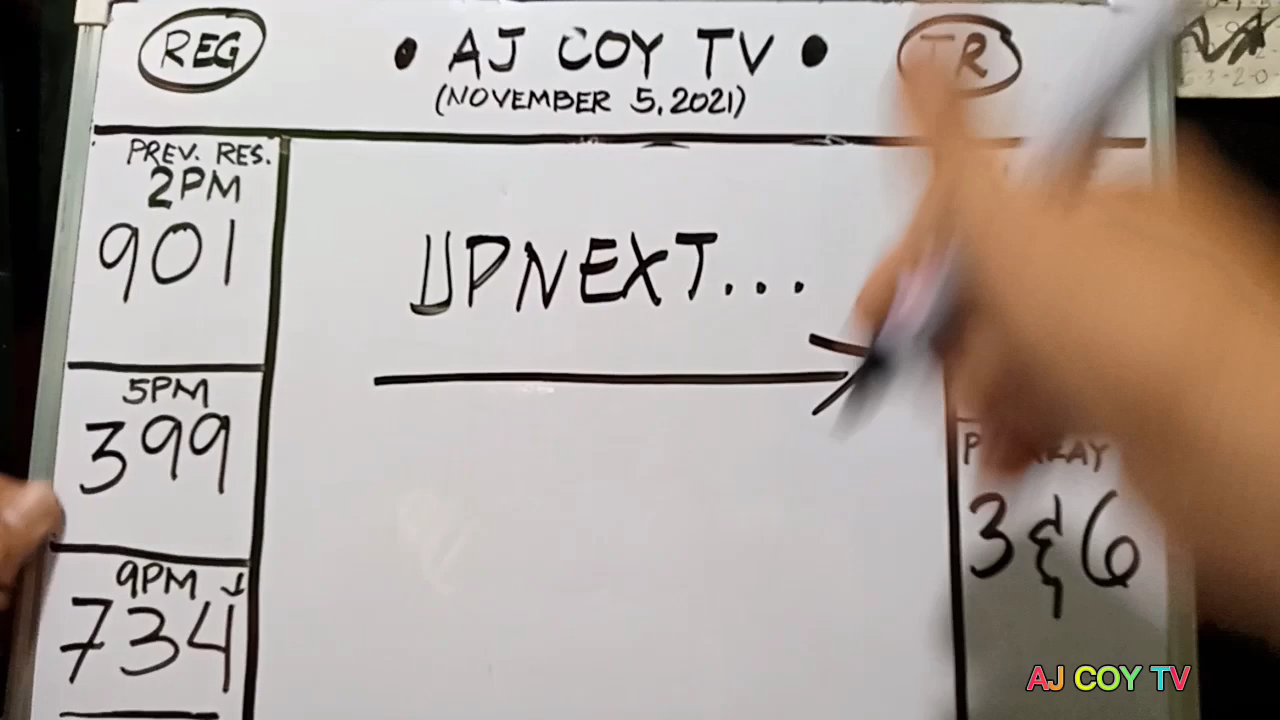 REG
• AJ COY TV •
TR
(NOVEMBER 5, 2021)
PREV. RES.
2PM
901
UPNEXT...
5PM
399
9PM
734
3 & 6
AJ COY TV